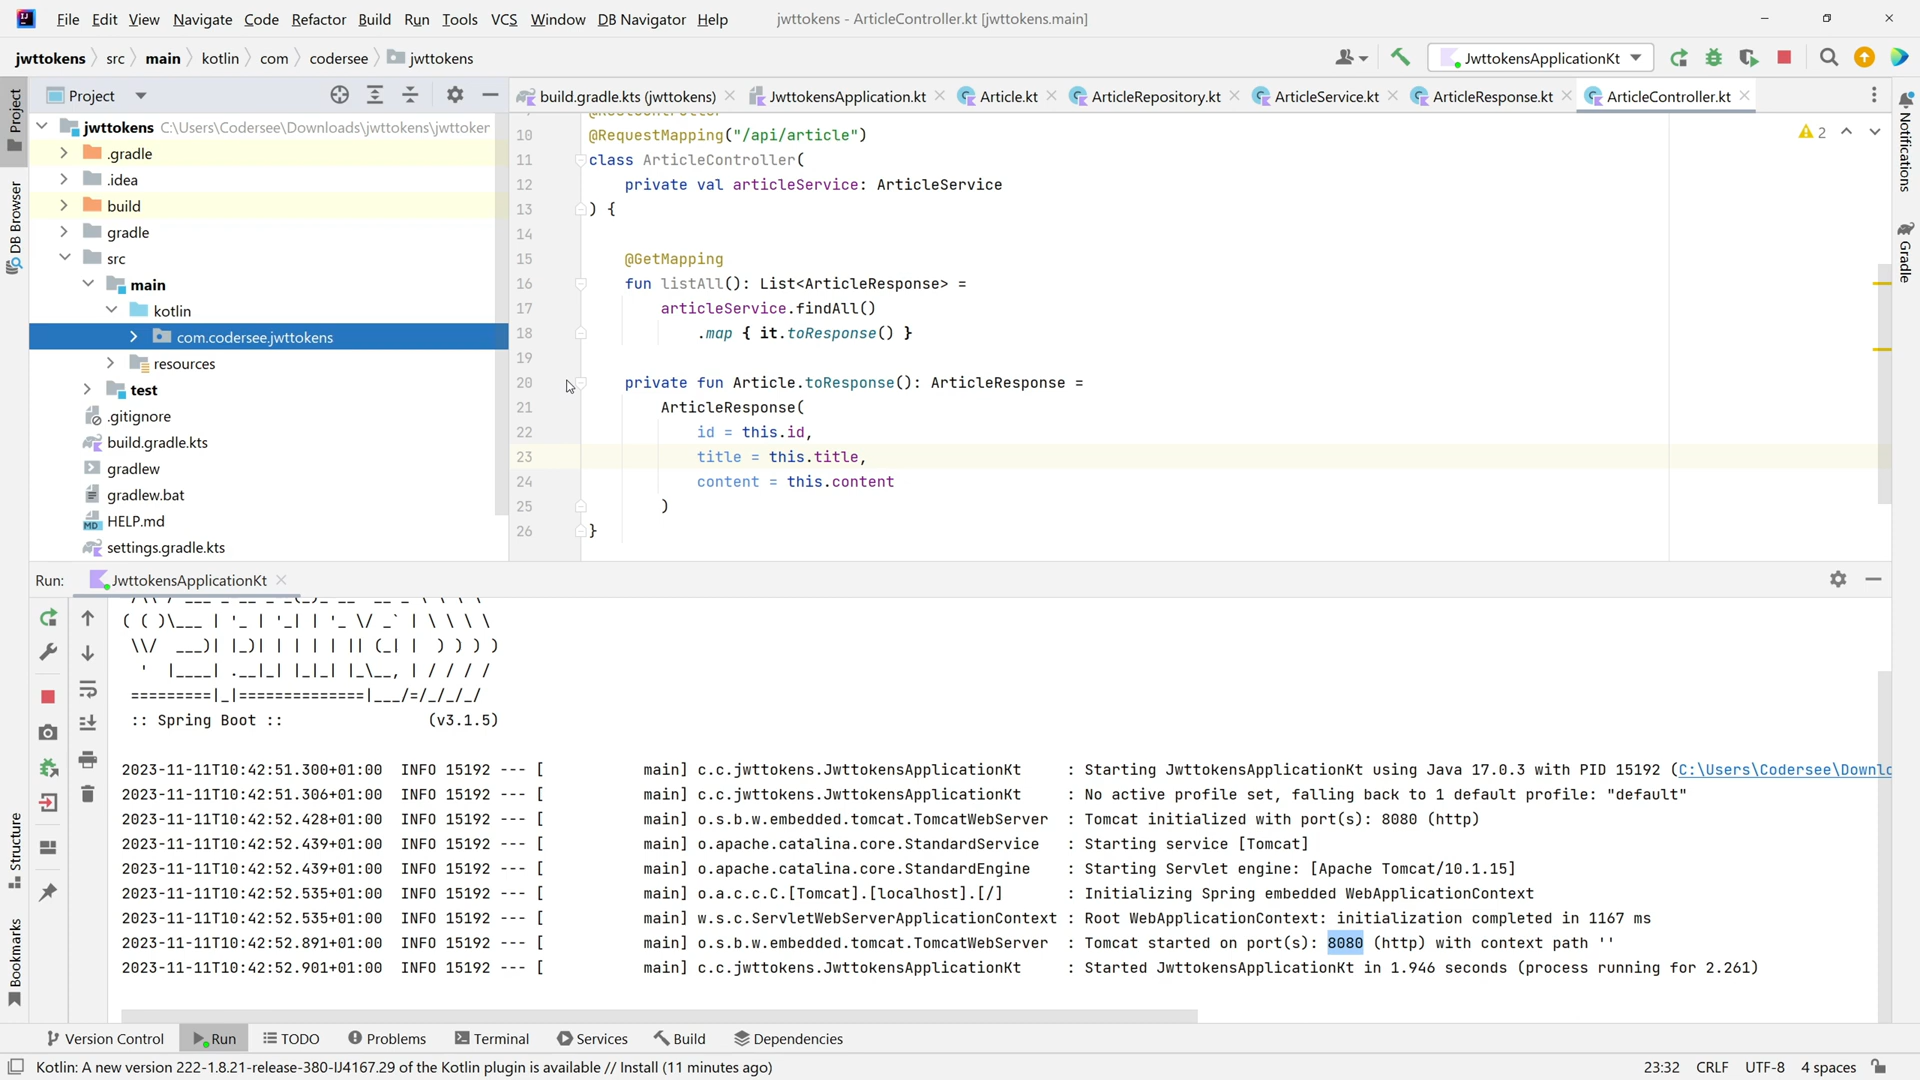 File Edit View Navigate Code Refactor Build Run Tools VCS Window DB Navigator Help jwttokens - ArticleController.kt [jwttokens.main]
jwttokens src main kotlin com codersee jwttokens JwttokensApplicationKt
Project
build.gradle.kts (jwttokens) JwttokensApplication.kt Article.kt ArticleRepository.kt ArticleService.kt ArticleResponse.kt ArticleController.kt
Project
DB Browser
Structure
Bookmarks
Notifications
Gradle
jwttokens C:\Users\Codersee\Downloads\jwttokens\jwttoker
.gradle
.idea
build
gradle
src
main
kotlin
com.codersee.jwttokens
resources
test
.gitignore
build.gradle.kts
gradlew
gradlew.bat
MD HELP.md
settings.gradle.kts
2
10 @RequestMapping("/api/article")
11 class ArticleController(
12 private val articleService: ArticleService
13 ) {
14
15 @GetMapping
16 fun listAll(): List<ArticleResponse> =
17 articleService.findAll()
18 .map { it.toResponse() }
19
20 private fun Article.toResponse(): ArticleResponse =
21 ArticleResponse(
22 id = this.id,
23 title = this.title,
24 content = this.content
25 )
26 }
Run: JwttokensApplicationKt
( ( )\___ | '_ | '_| | '_ \/ _` | \ \ \ \
\\/  ___)| |_)| | | | | || (_| |  ) ) ) )
'  |____| .__|_| |_|_| |_\__, | / / / /
=========|_|==============|___/=/_/_/_/
:: Spring Boot :: (v3.1.5)
2023-11-11T10:42:51.300+01:00 INFO 15192 --- [ main] c.c.jwttokens.JwttokensApplicationKt : Starting JwttokensApplicationKt using Java 17.0.3 with PID 15192 (C:\Users\Codersee\Downlo
2023-11-11T10:42:51.306+01:00 INFO 15192 --- [ main] c.c.jwttokens.JwttokensApplicationKt : No active profile set, falling back to 1 default profile: "default"
2023-11-11T10:42:52.428+01:00 INFO 15192 --- [ main] o.s.b.w.embedded.tomcat.TomcatWebServer : Tomcat initialized with port(s): 8080 (http)
2023-11-11T10:42:52.439+01:00 INFO 15192 --- [ main] o.apache.catalina.core.StandardService : Starting service [Tomcat]
2023-11-11T10:42:52.439+01:00 INFO 15192 --- [ main] o.apache.catalina.core.StandardEngine : Starting Servlet engine: [Apache Tomcat/10.1.15]
2023-11-11T10:42:52.535+01:00 INFO 15192 --- [ main] o.a.c.c.C.[Tomcat].[localhost].[/] : Initializing Spring embedded WebApplicationContext
2023-11-11T10:42:52.535+01:00 INFO 15192 --- [ main] w.s.c.ServletWebServerApplicationContext : Root WebApplicationContext: initialization completed in 1167 ms
2023-11-11T10:42:52.891+01:00 INFO 15192 --- [ main] o.s.b.w.embedded.tomcat.TomcatWebServer : Tomcat started on port(s): 8080 (http) with context path ''
2023-11-11T10:42:52.901+01:00 INFO 15192 --- [ main] c.c.jwttokens.JwttokensApplicationKt : Started JwttokensApplicationKt in 1.946 seconds (process running for 2.261)
Version Control Run TODO Problems Terminal Services Build Dependencies
Kotlin: A new version 222-1.8.21-release-380-IJ4167.29 of the Kotlin plugin is available // Install (11 minutes ago) 23:32 CRLF UTF-8 4 spaces